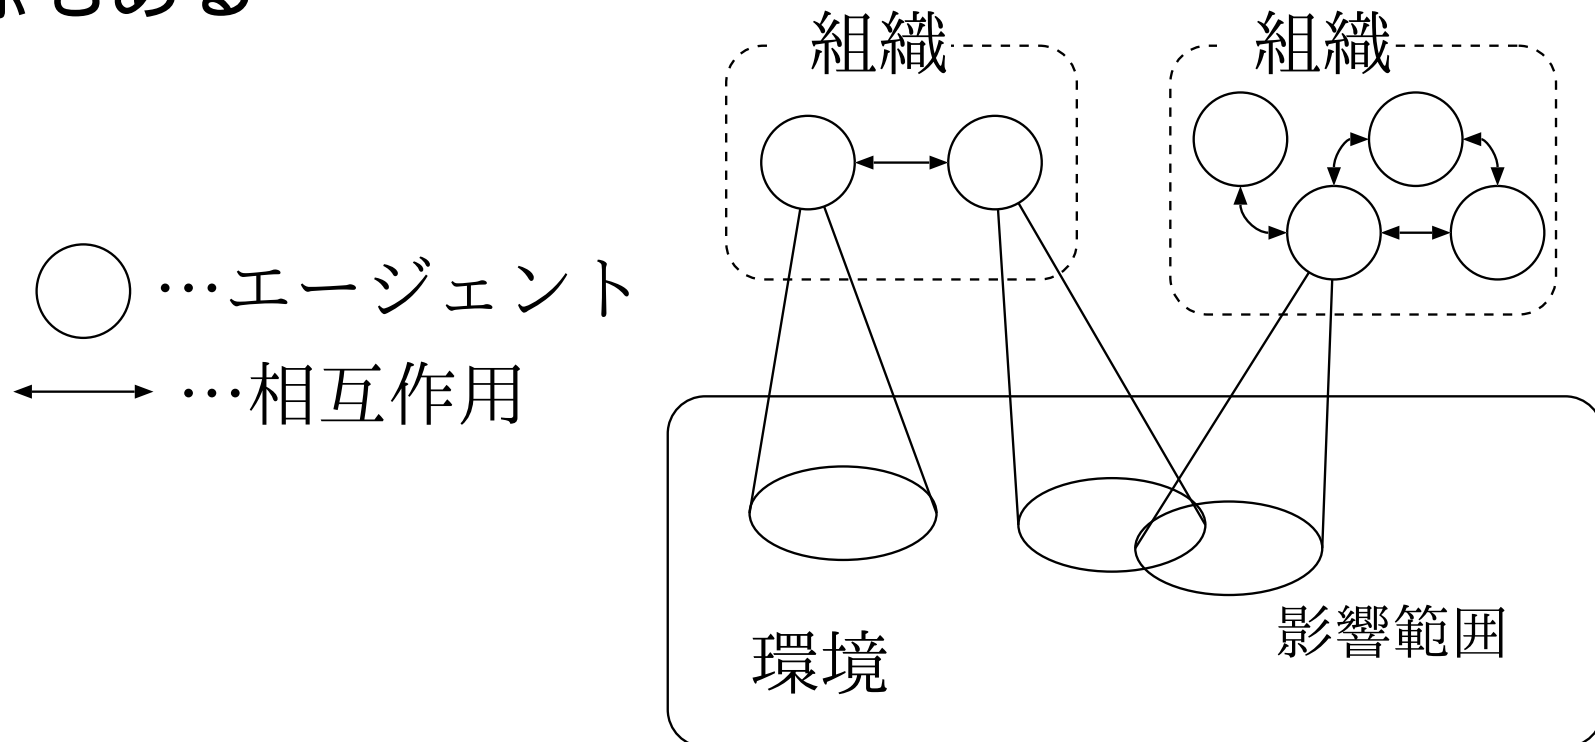 組織
組織
…エージェント
…相互作用
環境
影響範囲